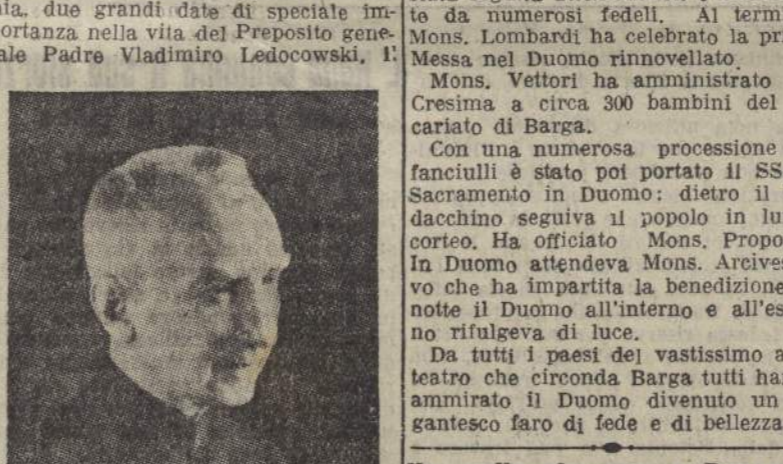 nia, due grandi date di speciale im-
portanza nella vita del Preposito gene-
ale Padre Vladimiro Ledocowski, l'
te da numerosi fedeli. Al term
Mons. Lombardi ha celebrato la pr
Messa nel Duomo rinnovellato.
Mons. Vettori ha amministrato
Cresima a circa 300 bambini del
cariato di Barga.
Con una numerosa processione
fanciulli è stato poi portato il SS
Sacramento in Duomo: dietro il
dacchino seguiva il popolo in lu
corteo. Ha officiato Mons. Propo
In Duomo attendeva Mons. Arcives
vo che ha impartita la benedizione
notte il Duomo all'interno e all'es
no rifulgeva di luce.
Da tutti i paesi del vastissimo a
teatro che circonda Barga tutti ha
ammirato il Duomo divenuto un
gantesco faro di fede e di bellezza